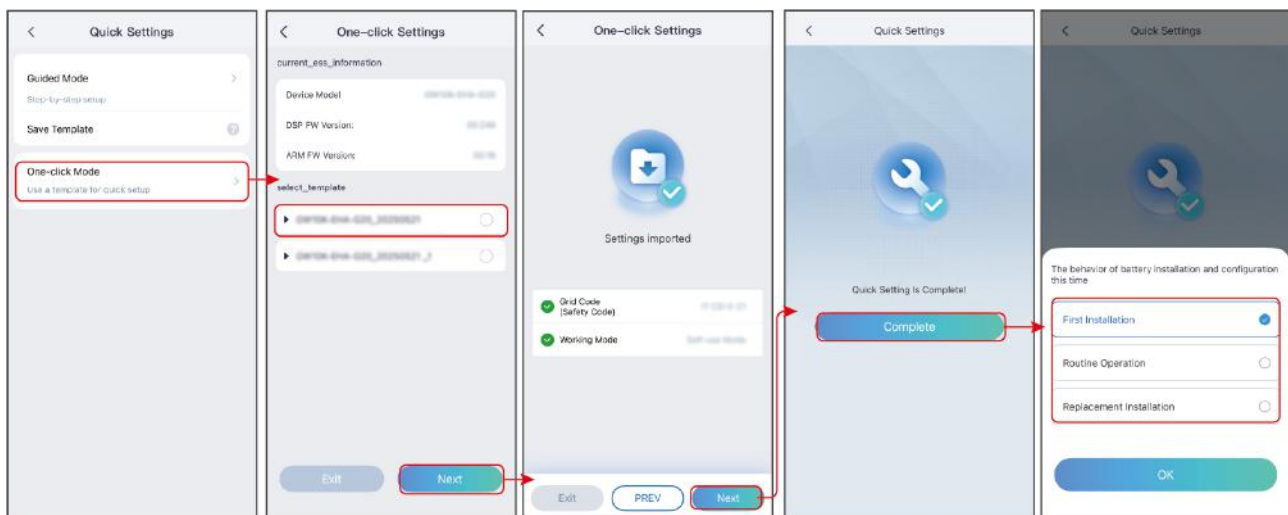 Quick Settings
Guided Mode
Step-by-step setup
Save Template
One-click Mode
Use a template for quick setup
One-click Settings
current_ess_information
Device Model
DSP FW Version:
ARM FW Version:
select_template
Exit
Next
One-click Settings
Settings imported
Grid Code
(Safety Code)
Working Mode
Exit
PREV
Next
Quick Settings
Quick Setting Is Complete!
Complete
Quick Settings
The behavior of battery installation and configuration
this time
First Installation
Routine Operation
Replacement Installation
OK